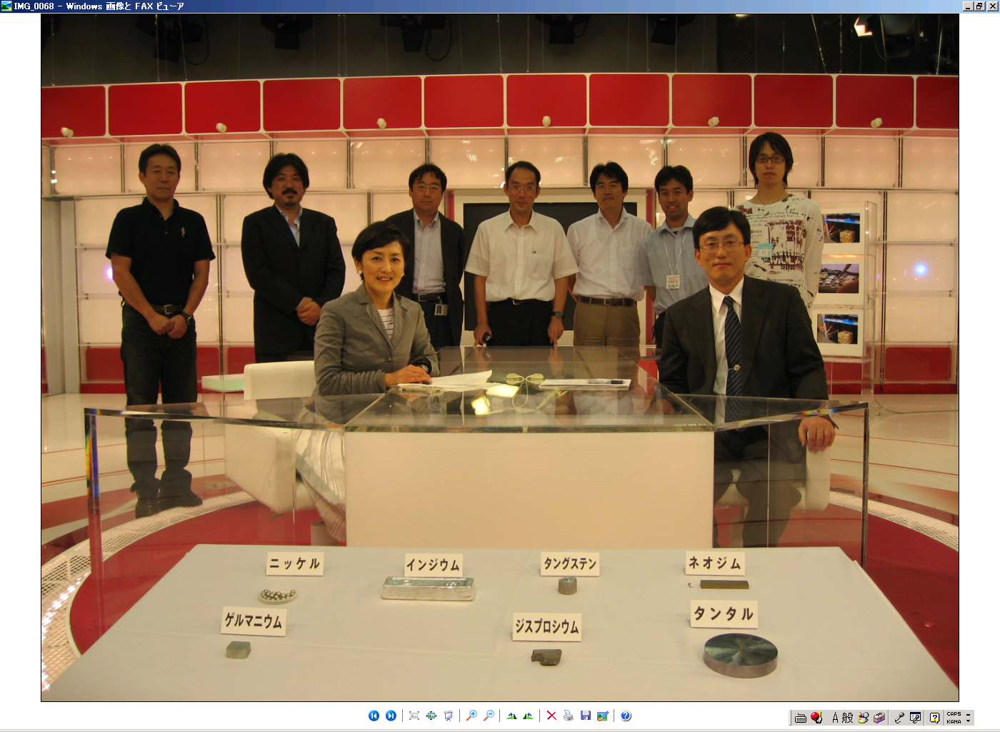 IMG_0068 - Windows 画像と FAX ビューア
ニッケル
インジウム
タングステン
ネオジム
ゲルマニウム
ジスプロシウム
タンタル
A 般
CAPS
KANA